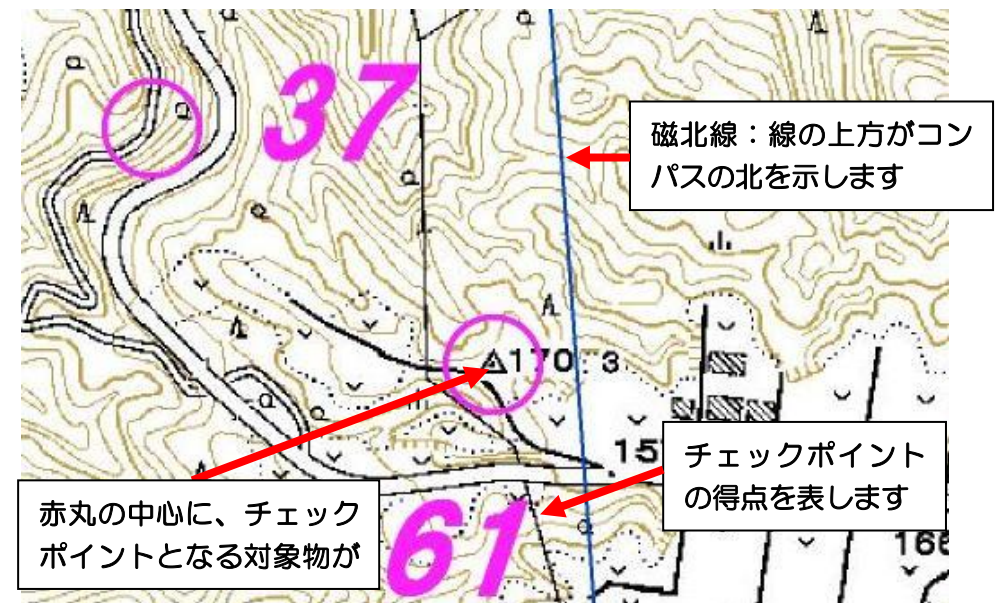 37
磁北線：線の上方がコン
パスの北を示します
170.3
15
チェックポイント
の得点を表します
赤丸の中心に、チェック
ポイントとなる対象物が
61
166